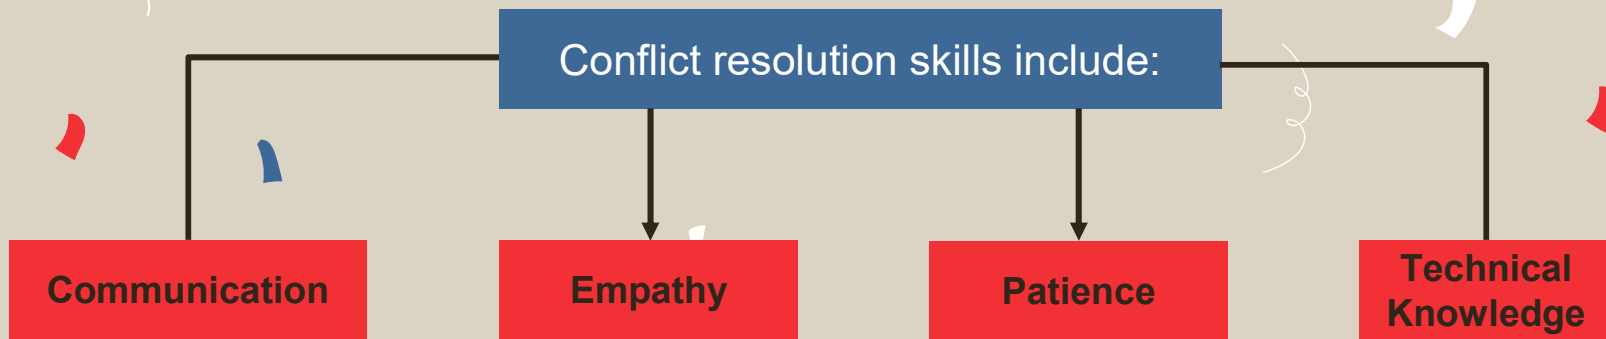 Conflict resolution skills include:
Communication
Empathy
Patience
Technical
Knowledge